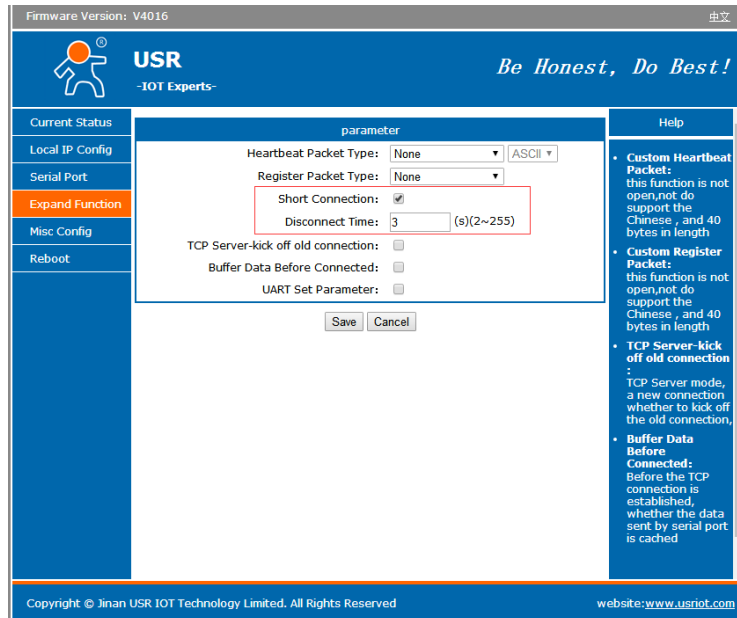 Firmware Version: V4016
中文
®
USR
-IOT Experts-
Be Honest, Do Best!
Current Status
Local IP Config
Serial Port
Expand Function
Misc Config
Reboot
parameter
Heartbeat Packet Type: None ASCII
Register Packet Type: None
Short Connection:
Disconnect Time: 3 (s)(2~255)
TCP Server-kick off old connection:
Buffer Data Before Connected:
UART Set Parameter:
Save Cancel
Help
• Custom Heartbeat
Packet:
this function is not
open,not do
support the
Chinese , and 40
bytes in length
• Custom Register
Packet:
this function is not
open,not do
support the
Chinese , and 40
bytes in length
• TCP Server-kick
off old connection
:
TCP Server mode,
a new connection
whether to kick off
the old connection,
• Buffer Data
Before
Connected:
Before the TCP
connection is
established,
whether the data
sent by serial port
is cached
Copyright © Jinan USR IOT Technology Limited. All Rights Reserved
website:www.usriot.com